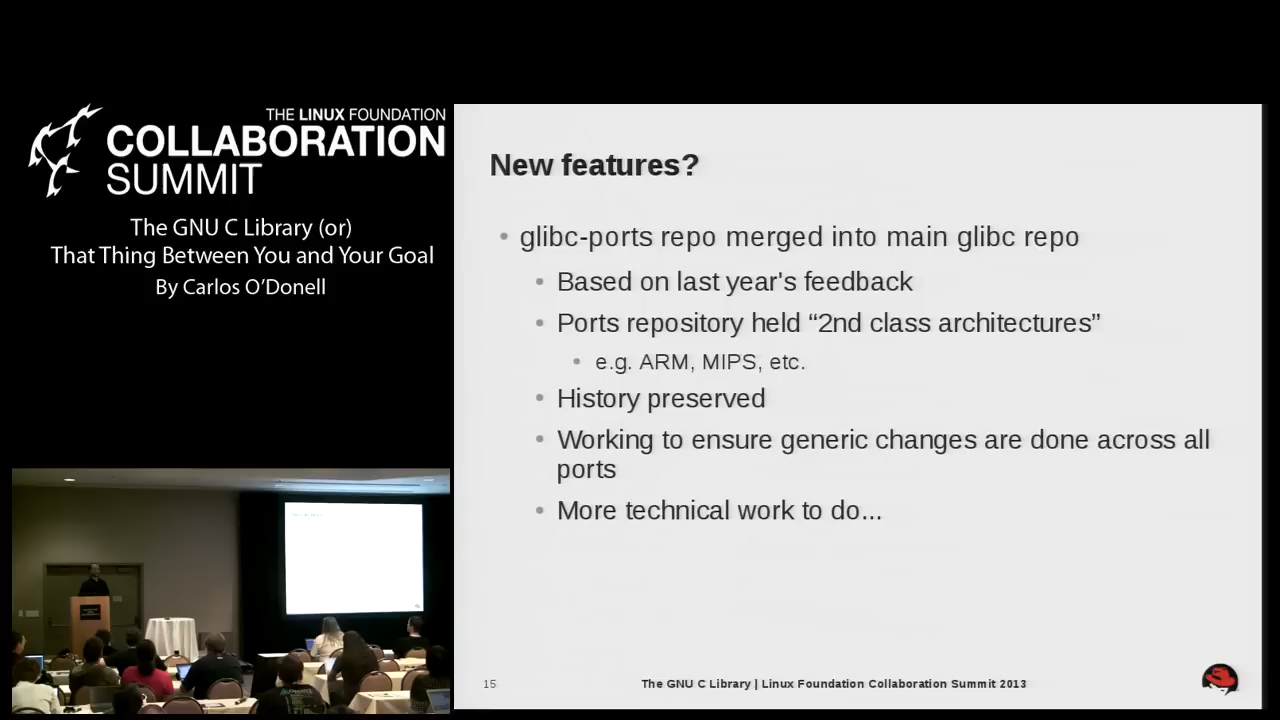 THE LINUX FOUNDATION
COLLABORATION
SUMMIT
The GNU C Library (or)
That Thing Between You and Your Goal
By Carlos O’Donell
New features?
• glibc-ports repo merged into main glibc repo
• Based on last year's feedback
• Ports repository held “2nd class architectures”
• e.g. ARM, MIPS, etc.
• History preserved
• Working to ensure generic changes are done across all
ports
• More technical work to do...
15
The GNU C Library | Linux Foundation Collaboration Summit 2013